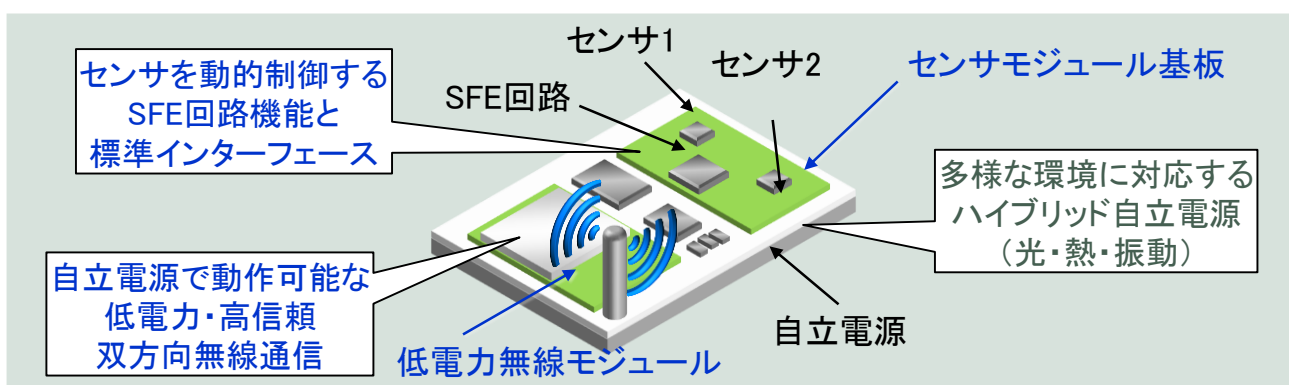 センサを動的制御する
SFE回路機能と
標準インターフェース
センサ1
センサ2
SFE回路
センサモジュール基板
多様な環境に対応する
ハイブリッド自立電源
(光・熱・振動)
自立電源で動作可能な
低電力・高信頼
双方向無線通信
低電力無線モジュール
自立電源